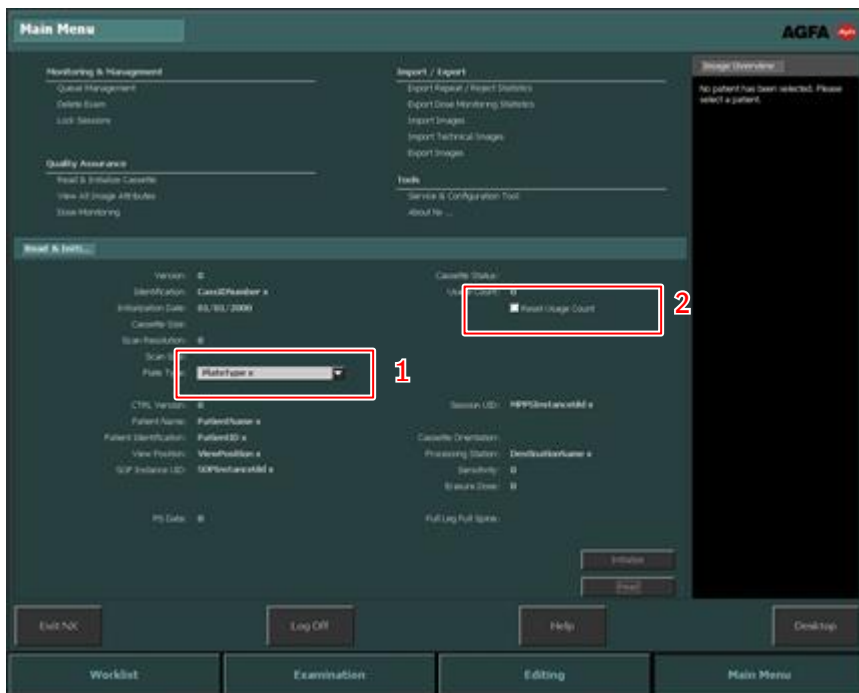 Main Menu
AGFA
Monitoring & Management
Queue Management
Delete Exam
Lock Sessions
Quality Assurance
Read & Initialize Cassette
View All Image Attributes
Dose Monitoring
Import / Export
Export Repeat / Reject Statistics
Export Dose Monitoring Statistics
Import Images
Import Technical Images
Export Images
Tools
Service & Configuration Tool
About Nx ...
Image Overview
No patient has been selected. Please
select a patient.
Read & Initi...
Version: 0
Identification: CassIDNumber x
Initialization Date: 01/01/2000
Cassette Size:
Scan Resolution: 0
Scan
Plate Type: PlateType x
1
CTRL Version: 0
Patient Name: PatientName x
Patient Identification: PatientID x
View Position: ViewPosition x
SOP Instance UID: SOPInstanceUid x
PS Date: 0
Cassette Status:
Usage Count: 0
Reset Usage Count
2
Session UID: MPPSInstanceUid x
Cassette Orientation:
Processing Station: DestinationName x
Sensitivity: 0
Erasure Dose: 0
Full Leg Full Spine:
Initialize
Read
Exit NX
Log Off
Help
Desktop
Worklist
Examination
Editing
Main Menu